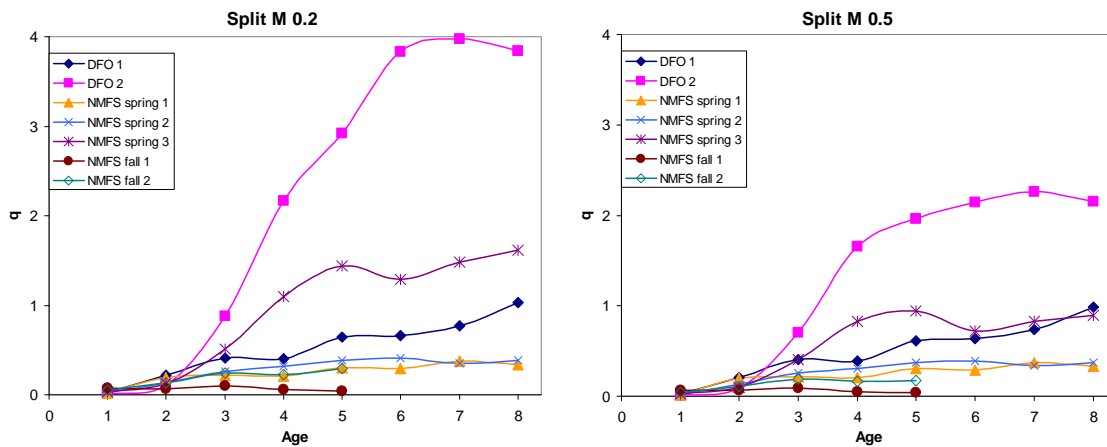 Split M 0.2
4
3
2
1
0
q
DFO 1
DFO 2
NMFS spring 1
NMFS spring 2
NMFS spring 3
NMFS fall 1
NMFS fall 2
0 1 2 3 4 5 6 7 8
Age
Split M 0.5
4
3
2
1
0
q
DFO 1
DFO 2
NMFS spring 1
NMFS spring 2
NMFS spring 3
NMFS fall 1
NMFS fall 2
0 1 2 3 4 5 6 7 8
Age